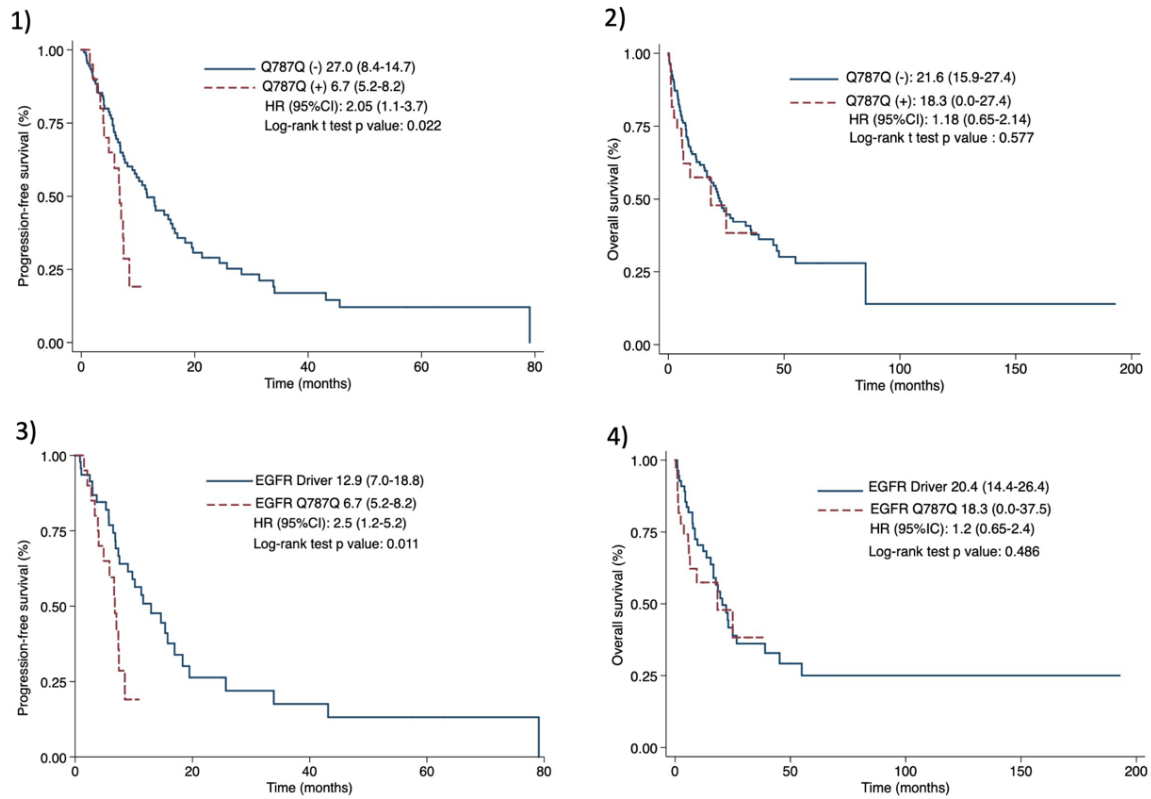 1)
1.00
0.75
0.50
0.25
0.00
Progression-free survival (%)
Q787Q (-) 27.0 (8.4-14.7)
Q787Q (+) 6.7 (5.2-8.2)
HR (95%CI): 2.05 (1.1-3.7)
Log-rank t test p value: 0.022
0 20 40 60 80
Time (months)
2)
1.00
0.75
0.50
0.25
0.00
Overall survival (%)
Q787Q (-): 21.6 (15.9-27.4)
Q787Q (+): 18.3 (0.0-27.4)
HR (95%CI): 1.18 (0.65-2.14)
Log-rank t test p value : 0.577
0 50 100 150 200
Time (months)
3)
1.00
0.75
0.50
0.25
0.00
Progression-free survival (%)
EGFR Driver 12.9 (7.0-18.8)
EGFR Q787Q 6.7 (5.2-8.2)
HR (95%CI): 2.5 (1.2-5.2)
Log-rank test p value: 0.011
0 20 40 60 80
Time (months)
4)
1.00
0.75
0.50
0.25
0.00
Overall survival (%)
EGFR Driver 20.4 (14.4-26.4)
EGFR Q787Q 18.3 (0.0-37.5)
HR (95%IC): 1.2 (0.65-2.4)
Log-rank test p value: 0.486
0 50 100 150 200
Time (months)